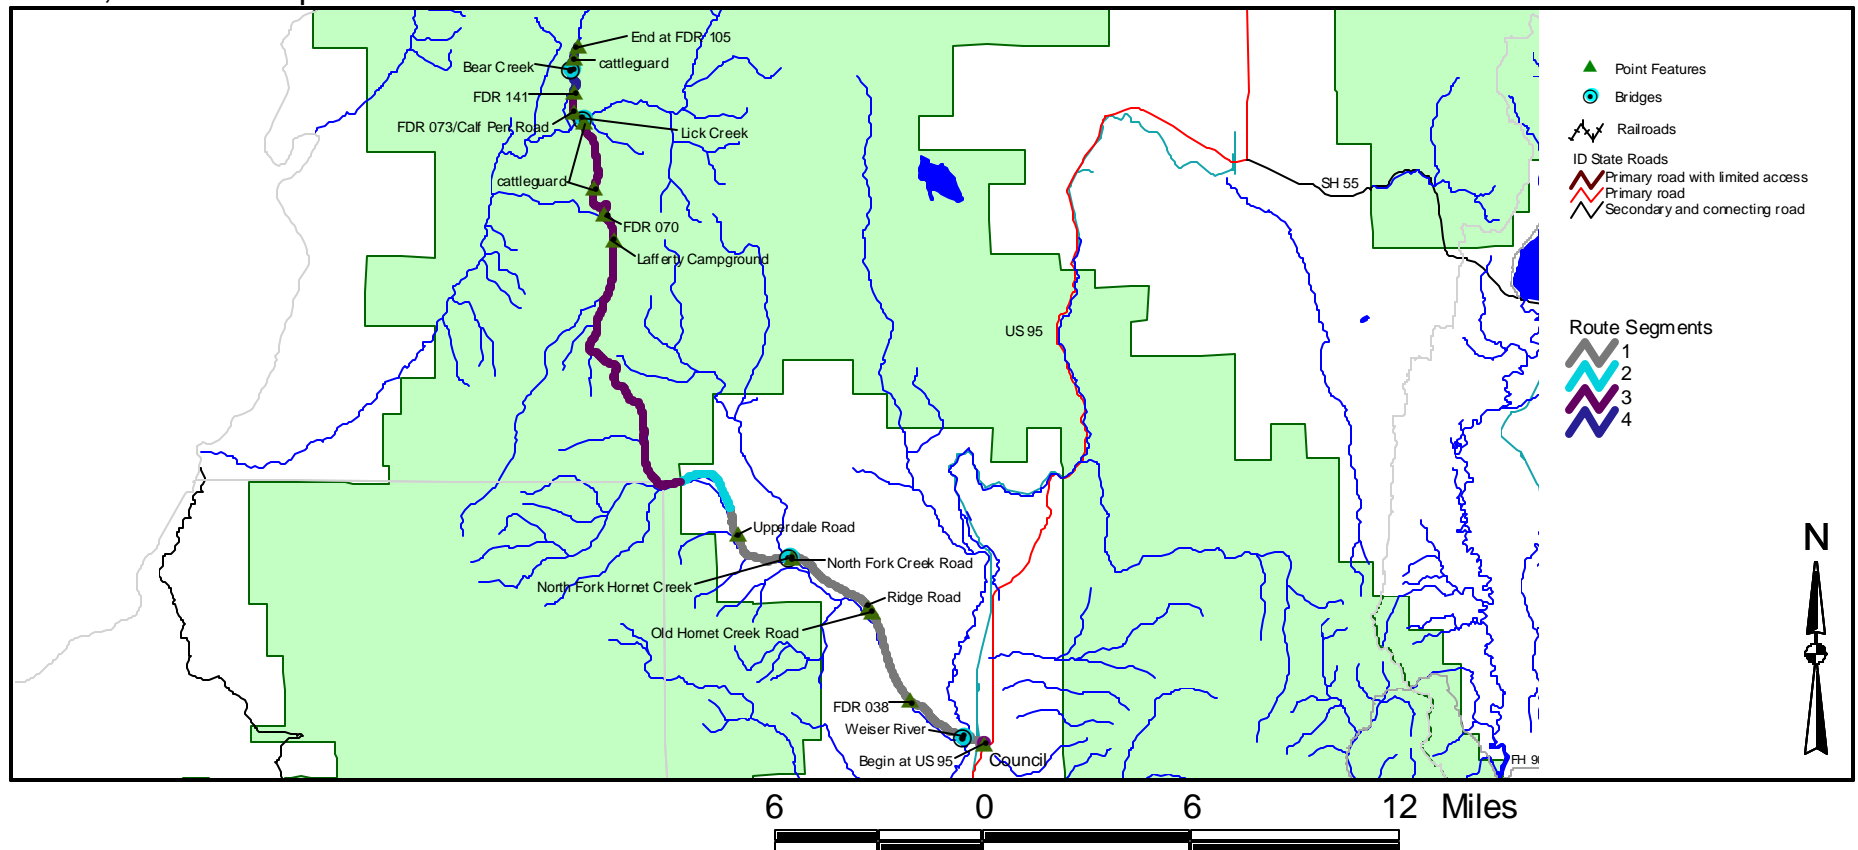 End at FDR 105
cattleguard
Bear Creek
FDR 141
FDR 073/Calf Pen Road
Lick Creek
cattleguard
FDR 070
Lafferty Campground
US 95
SH 55
Upperdale Road
North Fork Creek Road
North Fork Hornet Creek
Ridge Road
Old Hornet Creek Road
FDR 038
Weiser River
Begin at US 95
Council
Point Features
Bridges
Railroads
ID State Roads
Primary road with limited access
Primary road
Secondary and connecting road
Route Segments
1
2
3
4
N
6 0 6 12 Miles